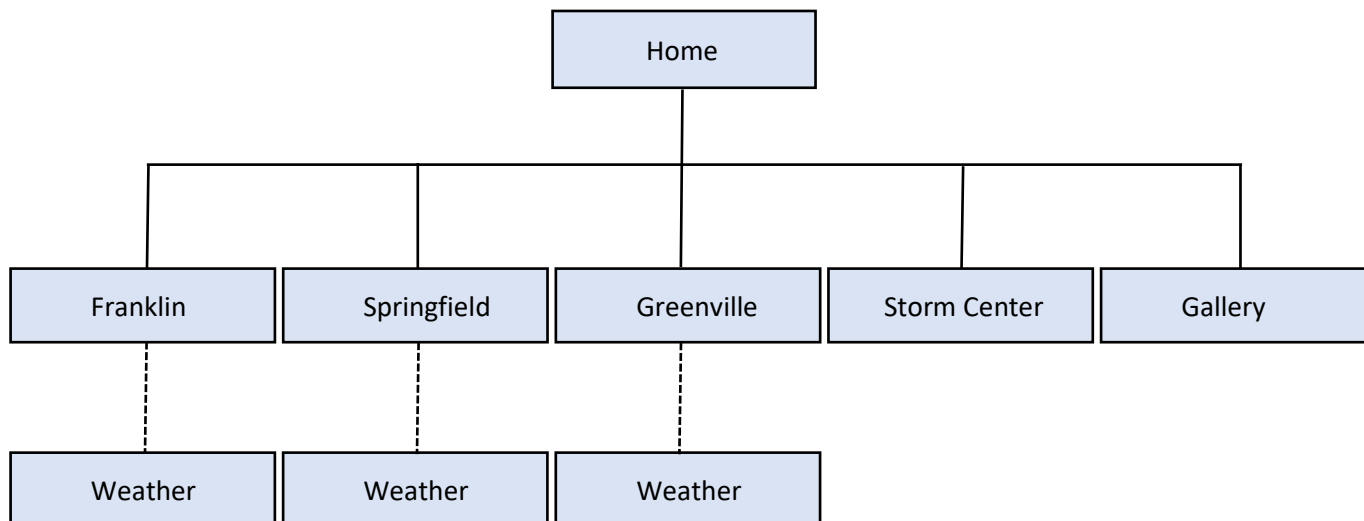 Home
Franklin
Springfield
Greenville
Storm Center
Gallery
Weather
Weather
Weather